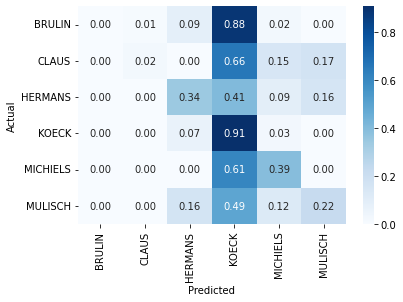 BRULIN 0.00 0.01 0.09 0.88 0.02 0.00
CLAUS 0.00 0.02 0.00 0.66 0.15 0.17
HERMANS 0.00 0.00 0.34 0.41 0.09 0.16
KOECK 0.00 0.00 0.07 0.91 0.03 0.00
MICHIELS 0.00 0.00 0.00 0.61 0.39 0.00
MULISCH 0.00 0.00 0.16 0.49 0.12 0.22
Actual
BRULIN CLAUS HERMANS KOECK MICHIELS MULISCH
Predicted
0.8
0.6
0.4
0.2
0.0